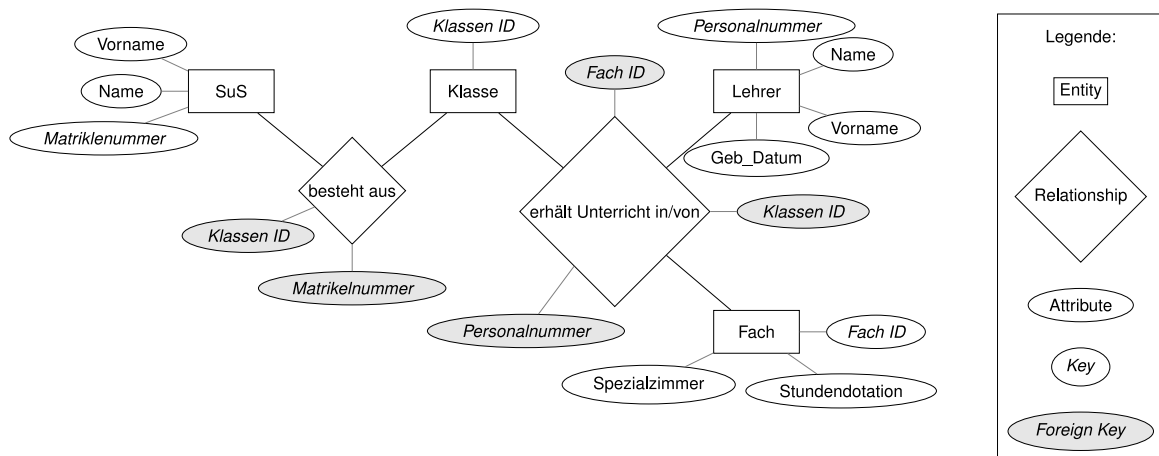 Vorname
Name
Matriklenummer
SuS
Klassen ID
Klasse
besteht aus
Klassen ID
Matrikelnummer
Fach ID
erhält Unterricht in/von
Klassen ID
Personalnummer
Personalnummer
Name
Lehrer
Vorname
Geb_Datum
Fach
Fach ID
Spezialzimmer
Stundendotation
Legende:
Entity
Relationship
Attribute
Key
Foreign Key